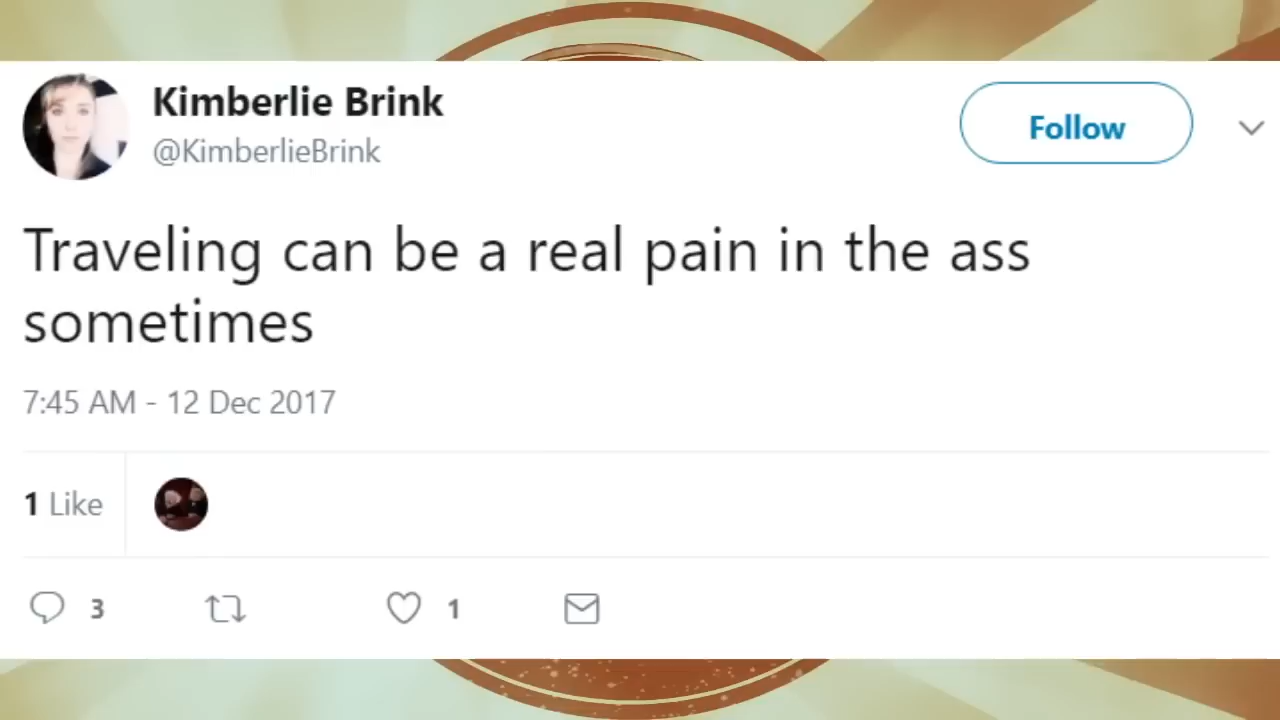 Kimberlie Brink
@KimberlieBrink
Follow
Traveling can be a real pain in the ass
sometimes
7:45 AM - 12 Dec 2017
1 Like
3
1